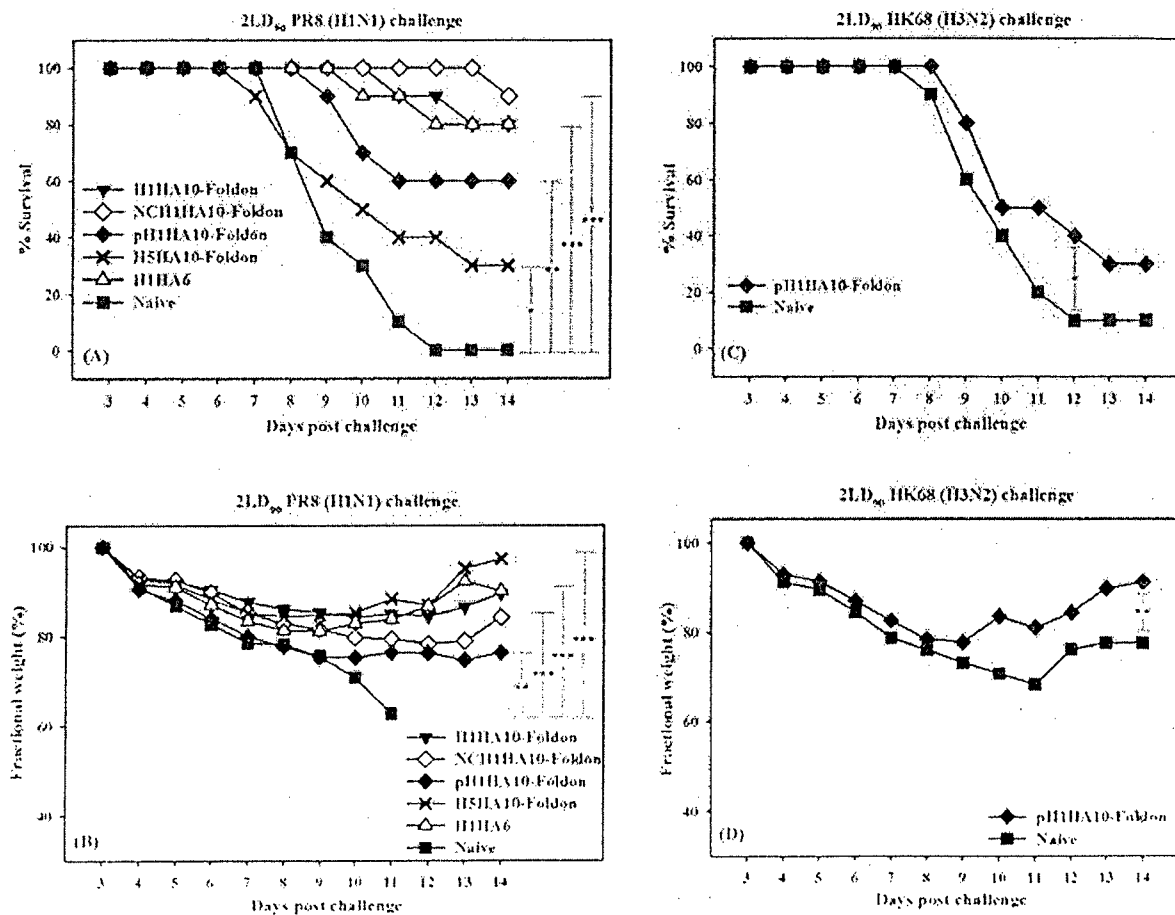 2LD90 PR8 (H1N1) challenge
% Survival
100
80
60
40
20
0
H1HA10-Foldon
NCH1HA10-Foldon
pH1HA10-Foldon
H5HA10-Foldon
H1HA6
Naive
(A)
*
**
***
***
3 4 5 6 7 8 9 10 11 12 13 14
Days post challenge
2LD90 HK68 (H3N2) challenge
% Survival
100
80
60
40
20
0
pH1HA10-Foldon
Naive
(C)
3 4 5 6 7 8 9 10 11 12 13 14
Days post challenge
2LD90 PR8 (H1N1) challenge
Fractional weight (%)
100
80
60
40
H1HA10-Foldon
NCH1HA10-Foldon
pH1HA10-Foldon
H5HA10-Foldon
H1HA6
Naive
(B)
**
***
***
***
3 4 5 6 7 8 9 10 11 12 13 14
Days post challenge
2LD90 HK68 (H3N2) challenge
Fractional weight (%)
100
80
60
40
pH1HA10-Foldon
Naive
(D)
3 4 5 6 7 8 9 10 11 12 13 14
Days post challenge